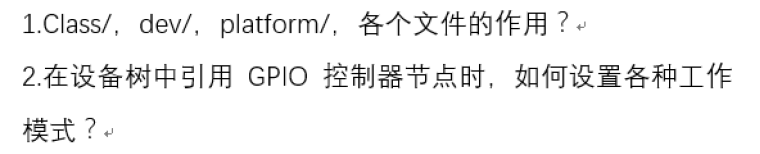 1.Class/，dev/，platform/，各个文件的作用？↵
2.在设备树中引用 GPIO 控制器节点时，如何设置各种工作
模式？↵